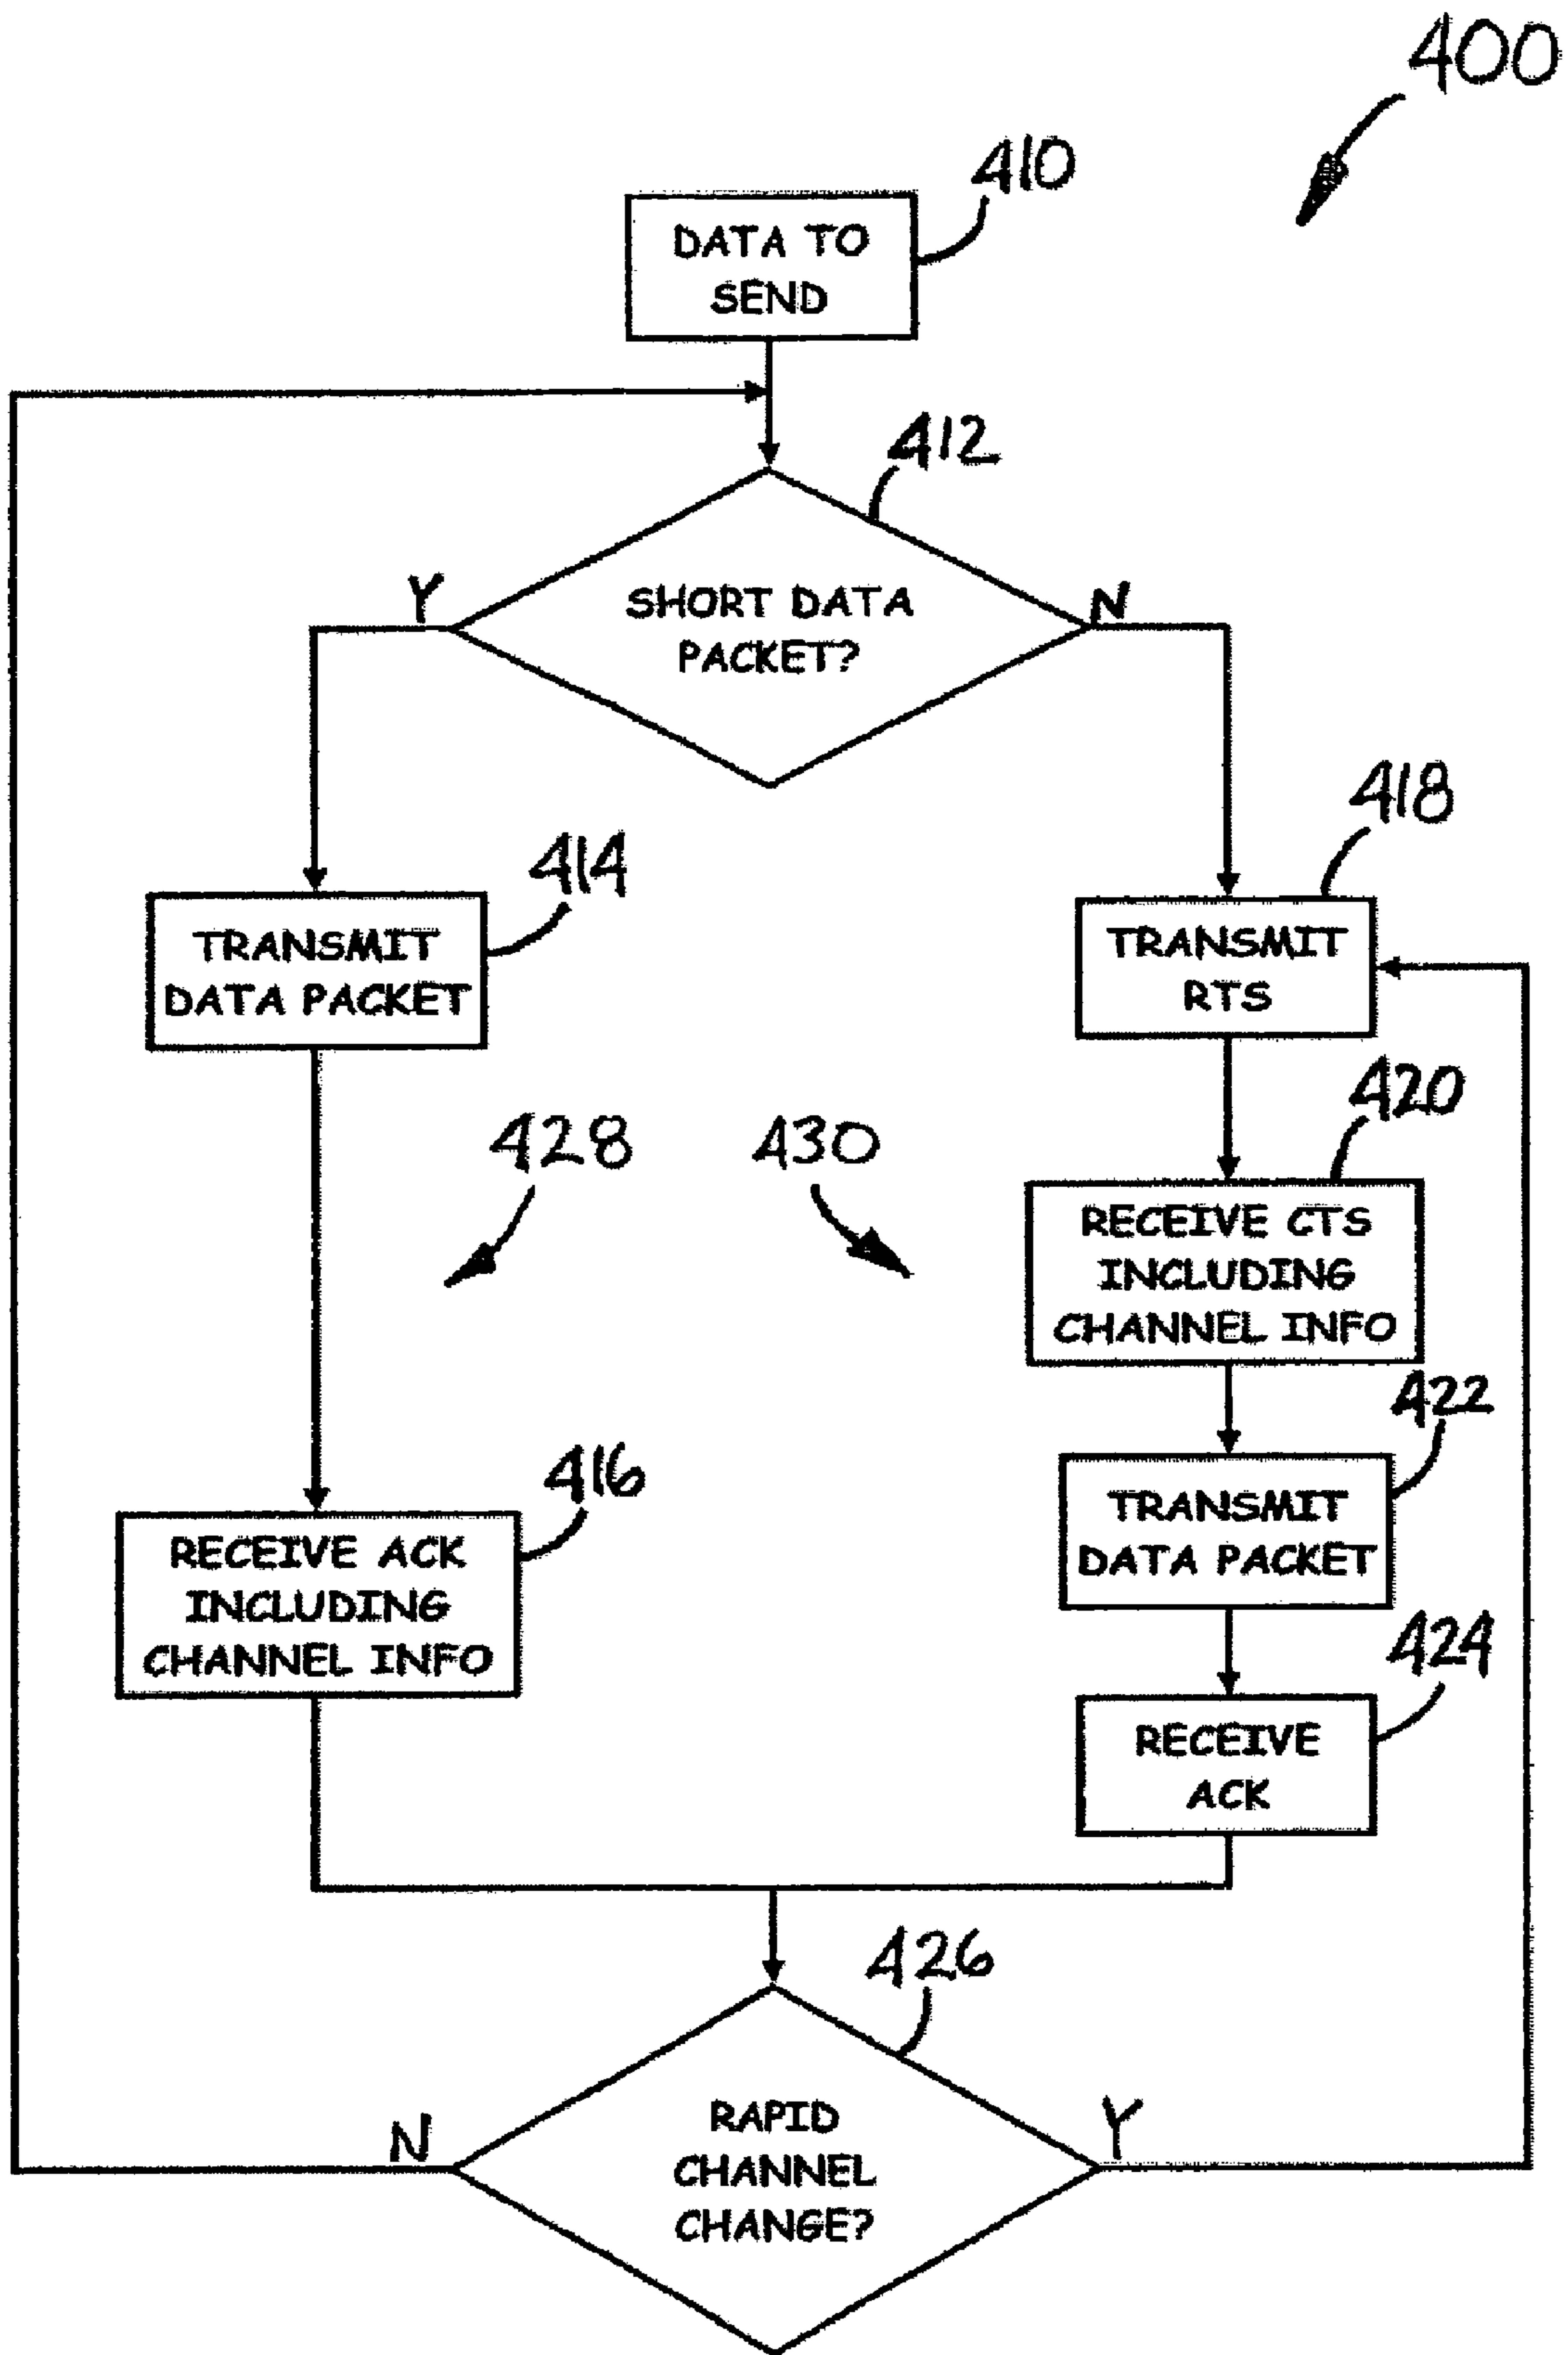 400
410
DATA TO
SEND
412
Y
N
SHORT DATA
PACKET?
418
414
TRANSMIT
DATA PACKET
TRANSMIT
RTS
420
428
430
RECEIVE CTS
INCLUDING
CHANNEL INFO
422
416
TRANSMIT
DATA PACKET
RECEIVE ACK
INCLUDING
CHANNEL INFO
424
RECEIVE
ACK
426
N
Y
RAPID
CHANNEL
CHANGE?